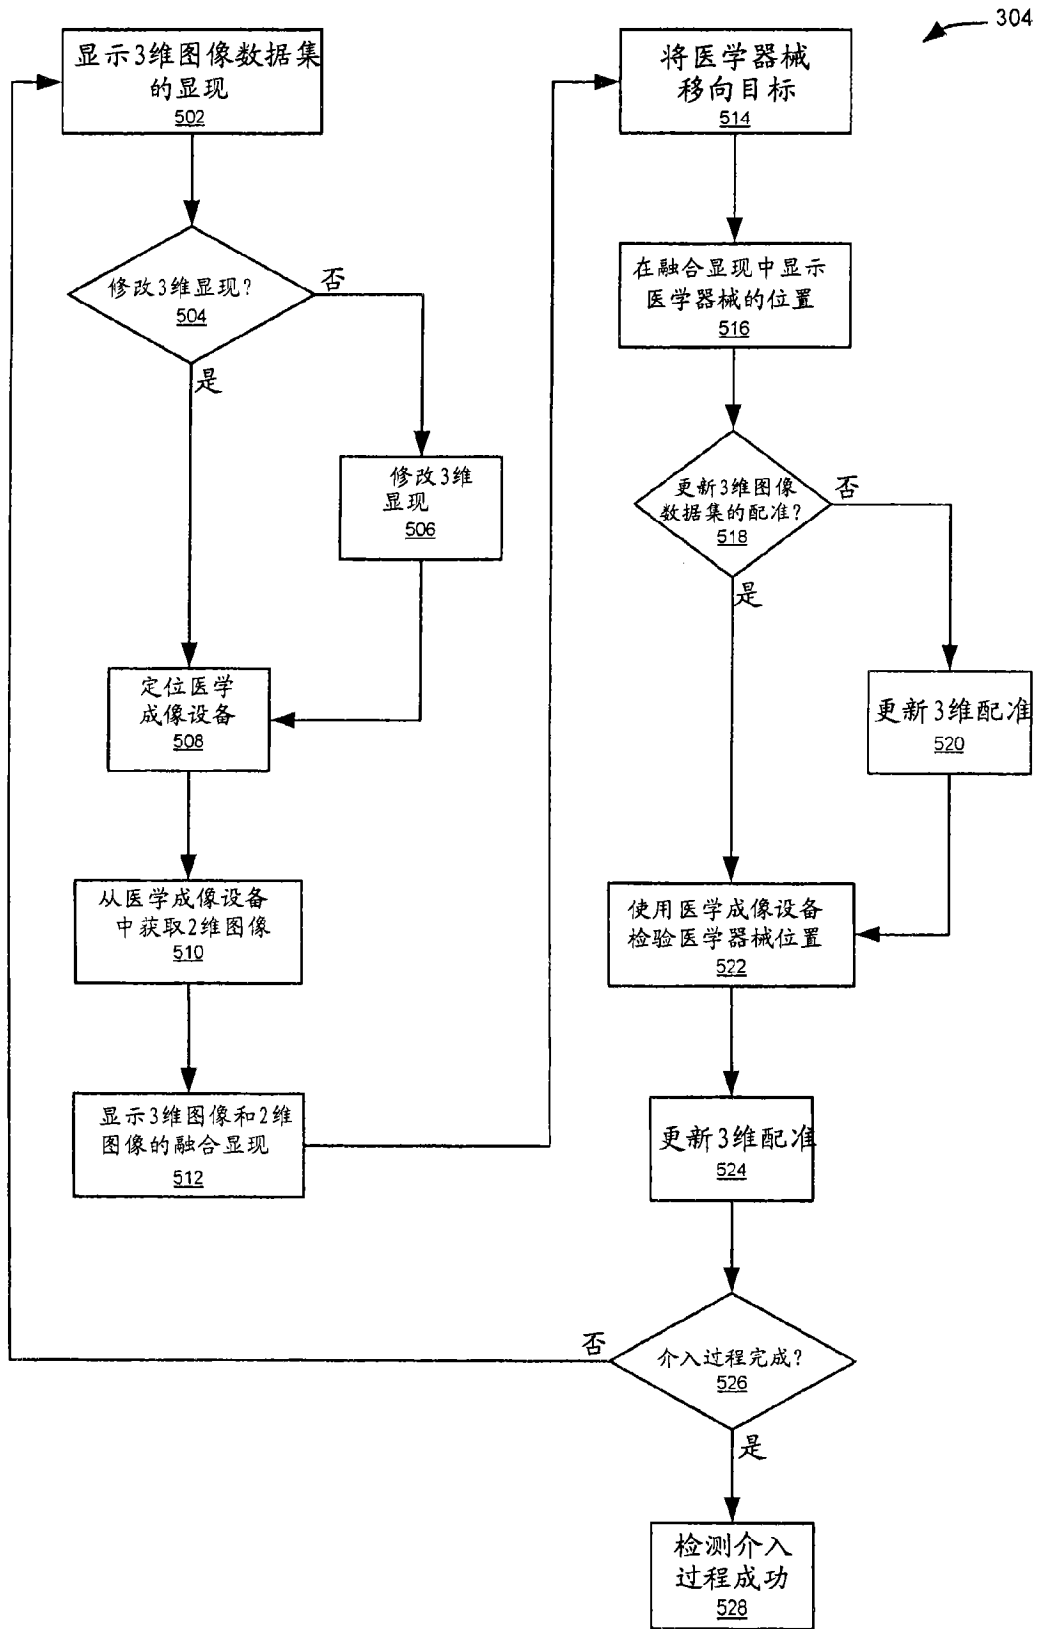 304
显示3维图像数据集
的显现
502
修改3维显现?
504
否
是
修改3维
显现
506
定位医学
成像设备
508
从医学成像设备
中获取2维图像
510
显示3维图像和2维
图像的融合显现
512
将医学器械
移向目标
514
在融合显现中显示
医学器械的位置
516
更新3维图像
数据集的配准?
518
否
是
更新3维配准
520
使用医学成像设备
检验医学器械位置
522
更新3维配准
524
介入过程完成?
526
否
是
检测介入
过程成功
528